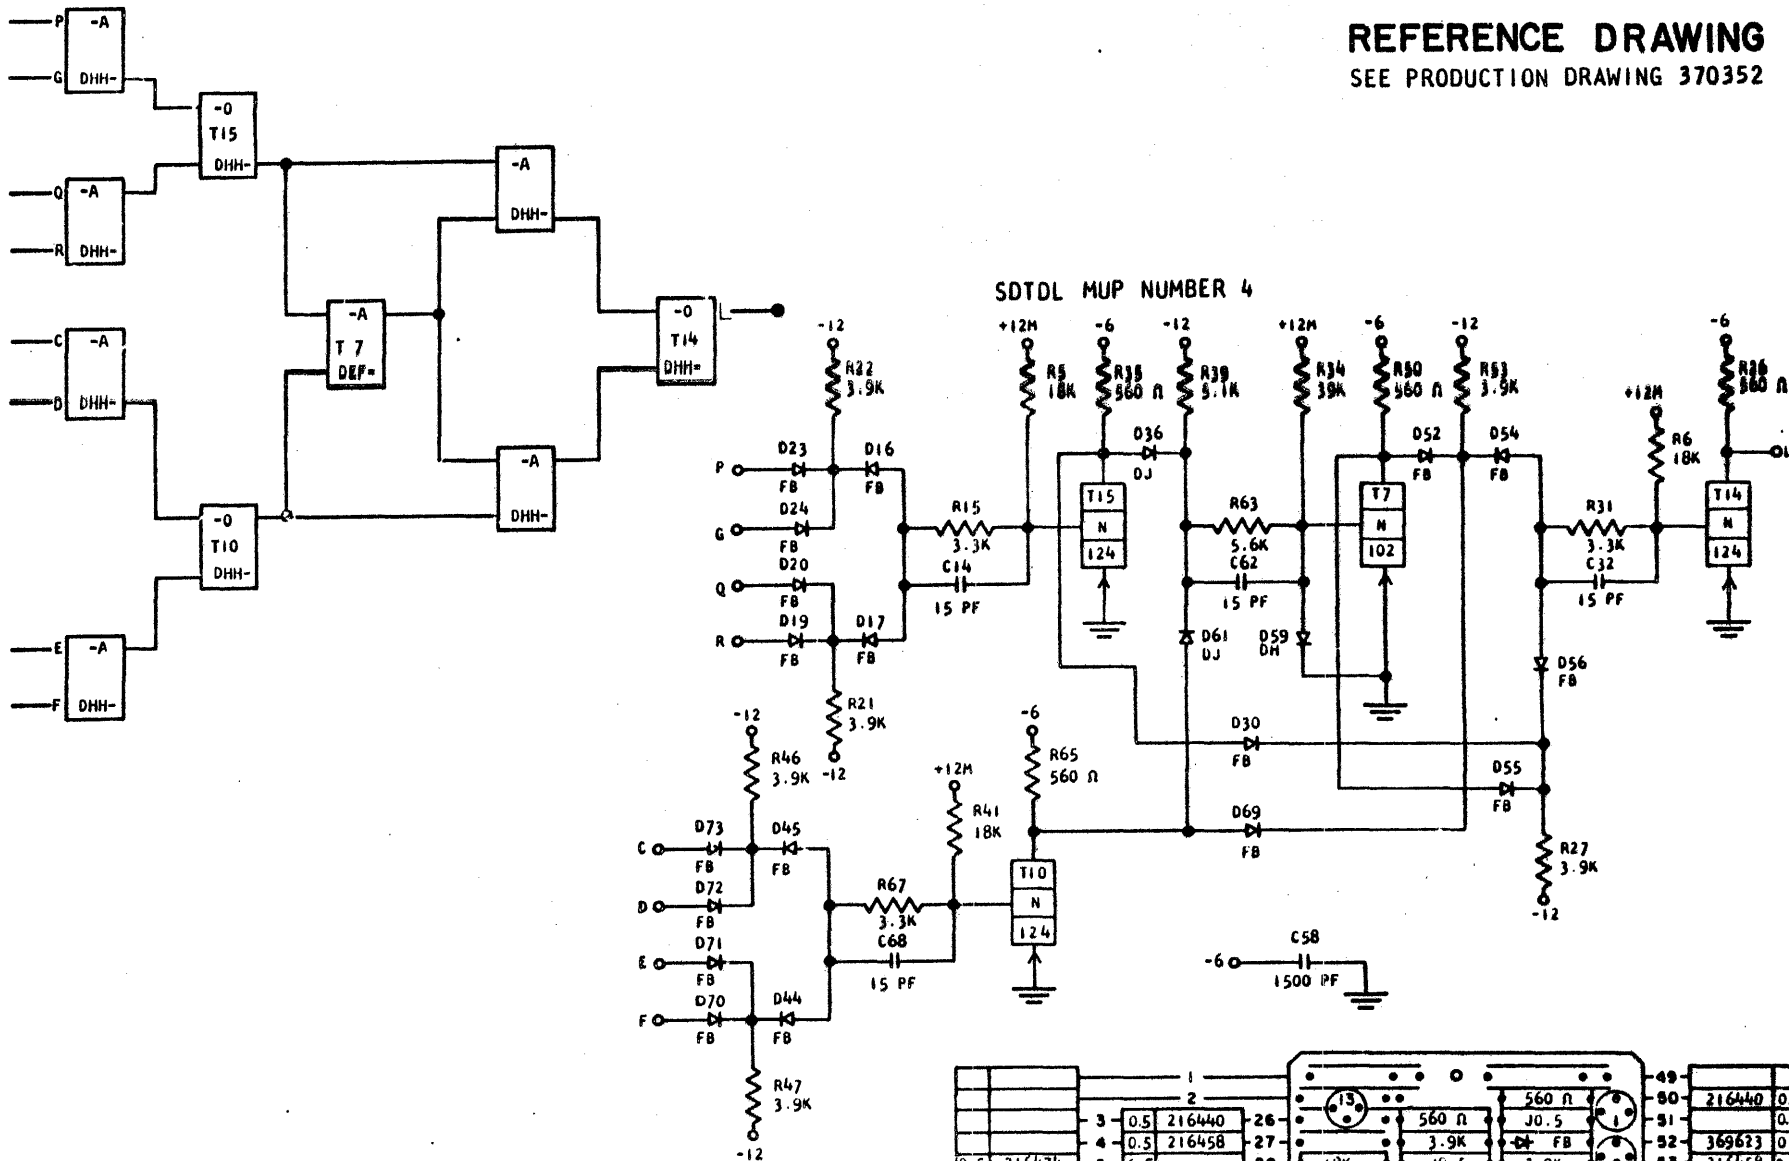 REFERENCE DRAWING
SEE PRODUCTION DRAWING 370352
P
-A
G
DHH-
-O
T15
DHH-
Q
-A
R
DHH-
-A
DHH-
C
-A
D
DHH-
-A
T 7
DEF=
-O
T14
DHH=
L
-A
DHH-
-O
T10
DHH-
E
-A
F
DHH-
SDTDL MUP NUMBER 4
-12
R22
3.9K
+12M
R5
18K
-6
R35
560 Ω
-12
R39
5.1K
+12M
R34
39K
-6
R50
560 Ω
-12
R53
3.9K
-6
R36
560 Ω
+12M
R6
18K
P
D23
FB
D16
FB
G
D24
FB
Q
D20
FB
R
D19
FB
D17
FB
R21
3.9K
-12
R15
3.3K
C14
15 PF
T15
N
124
D36
DJ
R63
5.6K
C62
15 PF
D61
DJ
D59
DH
T7
N
102
D52
FB
D54
FB
R31
3.3K
C32
15 PF
T14
N
124
L
D56
FB
D30
FB
D55
FB
D69
FB
R27
3.9K
-12
-12
R46
3.9K
C
D73
FB
D45
FB
D
D72
FB
E
D71
FB
F
D70
FB
D44
FB
R47
3.9K
-12
+12M
R41
18K
R67
3.3K
C68
15 PF
-6
R65
560 Ω
T10
N
124
-6
C58
1500 PF
1
2
3 0.5 216440 26
4 0.5 216458 27
13
560 Ω
560 Ω
J0.5
3.9K
FB
1
49
50 216440
51
52 369623